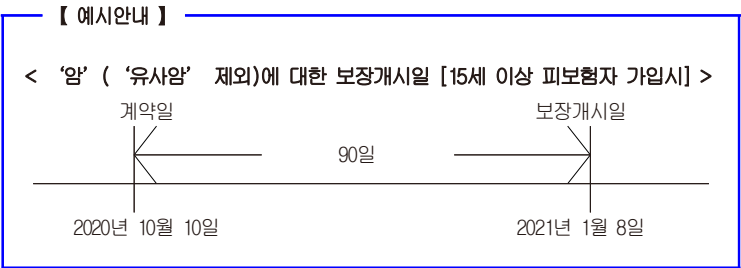 【 예시안내 】
< ‘암’ ( ‘유사암’ 제외)에 대한 보장개시일 [15세 이상 피보험자 가입시] >
계약일 보장개시일
90일
2020년 10월 10일 2021년 1월 8일